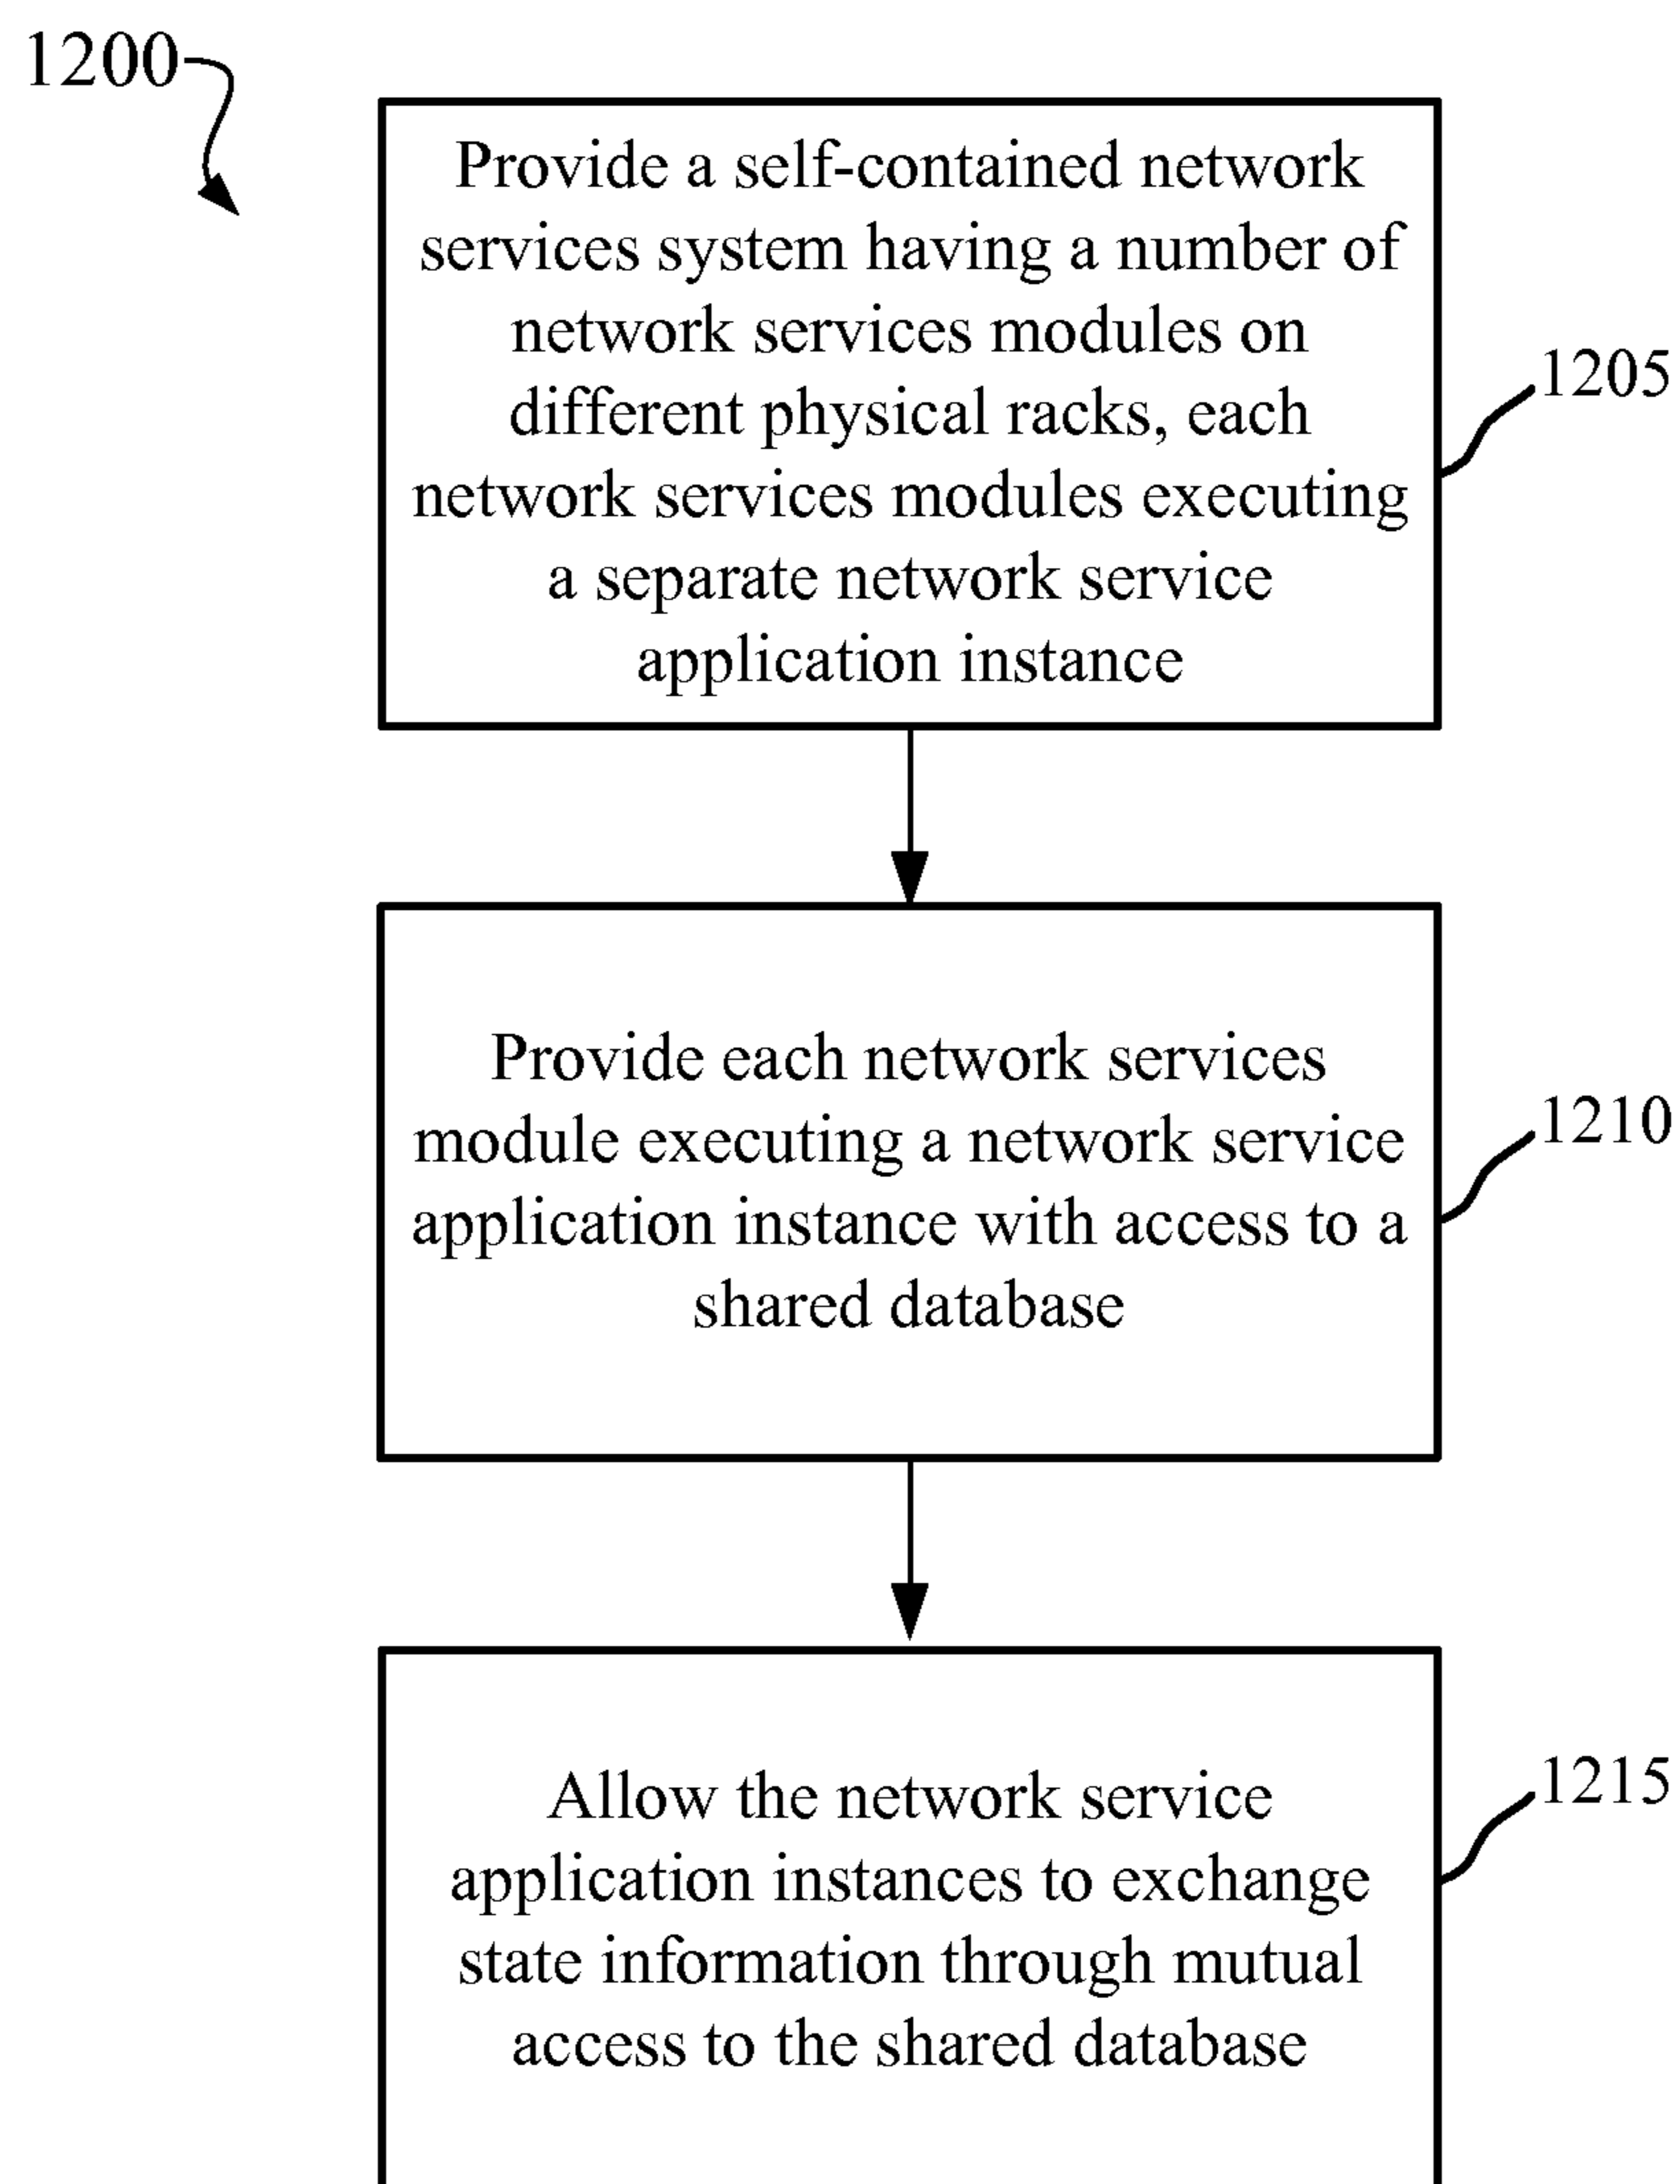 1200
Provide a self-contained network
services system having a number of
network services modules on
different physical racks, each
network services modules executing
a separate network service
application instance
1205
Provide each network services
module executing a network service
application instance with access to a
shared database
1210
Allow the network service
application instances to exchange
state information through mutual
access to the shared database
1215